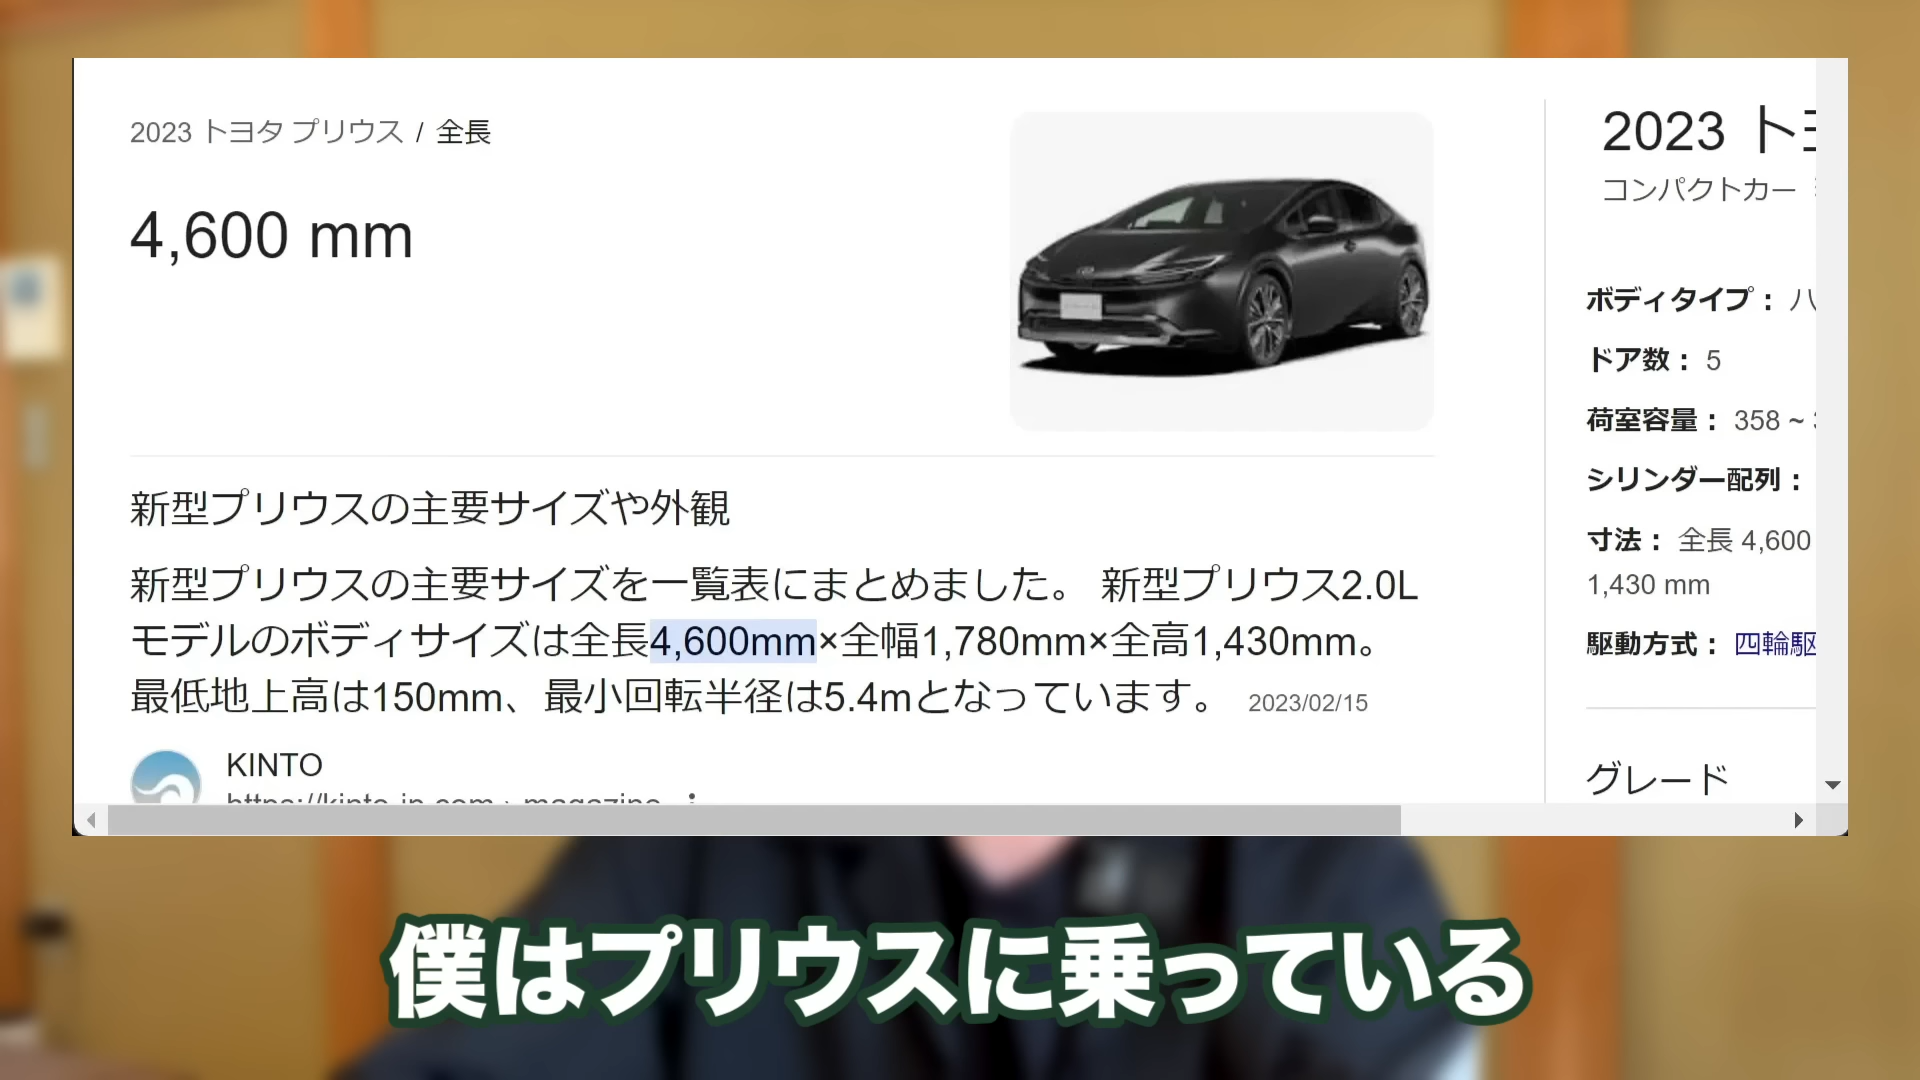 2023 トヨタ プリウス / 全長
4,600 mm
新型プリウスの主要サイズや外観
新型プリウスの主要サイズを一覧表にまとめました。 新型プリウス2.0L
モデルのボディサイズは全長4,600mm×全幅1,780mm×全高1,430mm。
最低地上高は150mm、最小回転半径は5.4mとなっています。 2023/02/15
KINTO
2023 ト
コンパクトカー
ボディタイプ： ハ
ドア数： 5
荷室容量： 358 ~
シリンダー配列：
寸法： 全長 4,600
1,430 mm
駆動方式： 四輪駆
グレード
僕はプリウスに乗っている